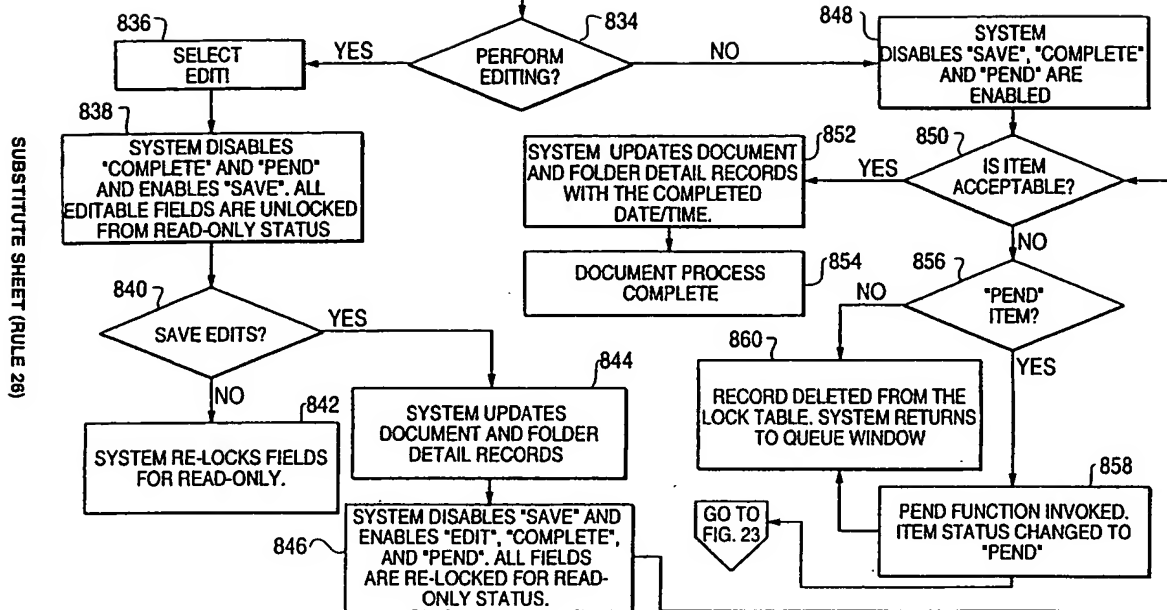 836
SELECT
EDIT!
YES
834
PERFORM
EDITING?
NO
848
SYSTEM
DISABLES "SAVE", "COMPLETE"
AND "PEND" ARE
ENABLED
838
SYSTEM DISABLES
"COMPLETE" AND "PEND"
AND ENABLES "SAVE". ALL
EDITABLE FIELDS ARE UNLOCKED
FROM READ-ONLY STATUS
852
SYSTEM UPDATES DOCUMENT
AND FOLDER DETAIL RECORDS
WITH THE COMPLETED
DATE/TIME.
YES
850
IS ITEM
ACCEPTABLE?
NO
854
DOCUMENT PROCESS
COMPLETE
856
"PEND"
ITEM?
NO
YES
840
SAVE EDITS?
YES
NO
842
SYSTEM RE-LOCKS FIELDS
FOR READ-ONLY.
844
SYSTEM UPDATES
DOCUMENT AND FOLDER
DETAIL RECORDS
860
RECORD DELETED FROM THE
LOCK TABLE. SYSTEM RETURNS
TO QUEUE WINDOW
858
PEND FUNCTION INVOKED.
ITEM STATUS CHANGED TO
"PEND"
GO TO
FIG. 23
846
SYSTEM DISABLES "SAVE" AND
ENABLES "EDIT", "COMPLETE",
AND "PEND". ALL FIELDS
ARE RE-LOCKED FOR READ-
ONLY STATUS.
SUBSTITUTE SHEET (RULE 26)